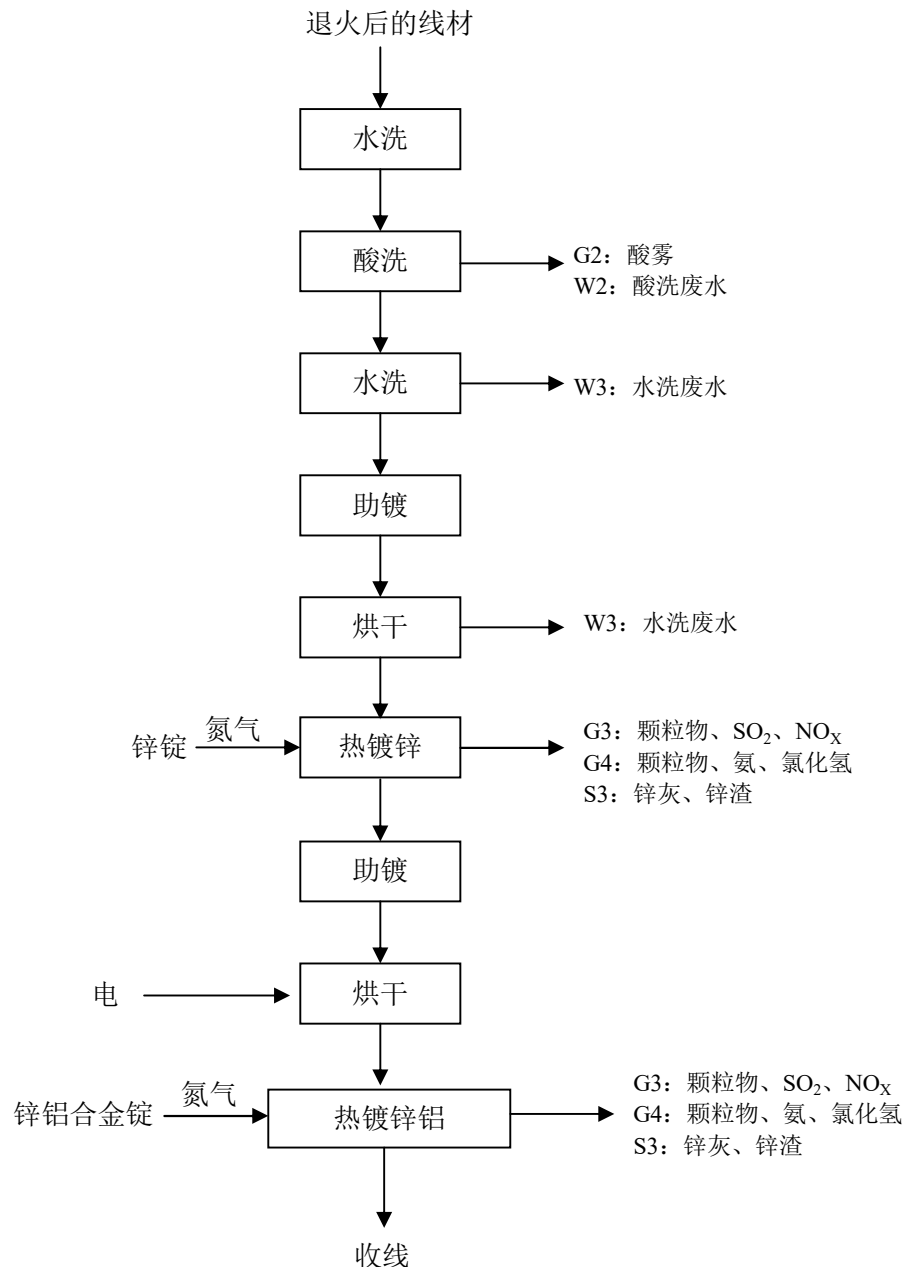 退火后的线材
水洗
酸洗
G2：酸雾
W2：酸洗废水
水洗
W3：水洗废水
助镀
烘干
W3：水洗废水
锌锭
氮气
热镀锌
G3：颗粒物、SO₂、NOX
G4：颗粒物、氨、氯化氢
S3：锌灰、锌渣
助镀
电
烘干
锌铝合金锭
氮气
热镀锌铝
G3：颗粒物、SO₂、NOX
G4：颗粒物、氨、氯化氢
S3：锌灰、锌渣
收线